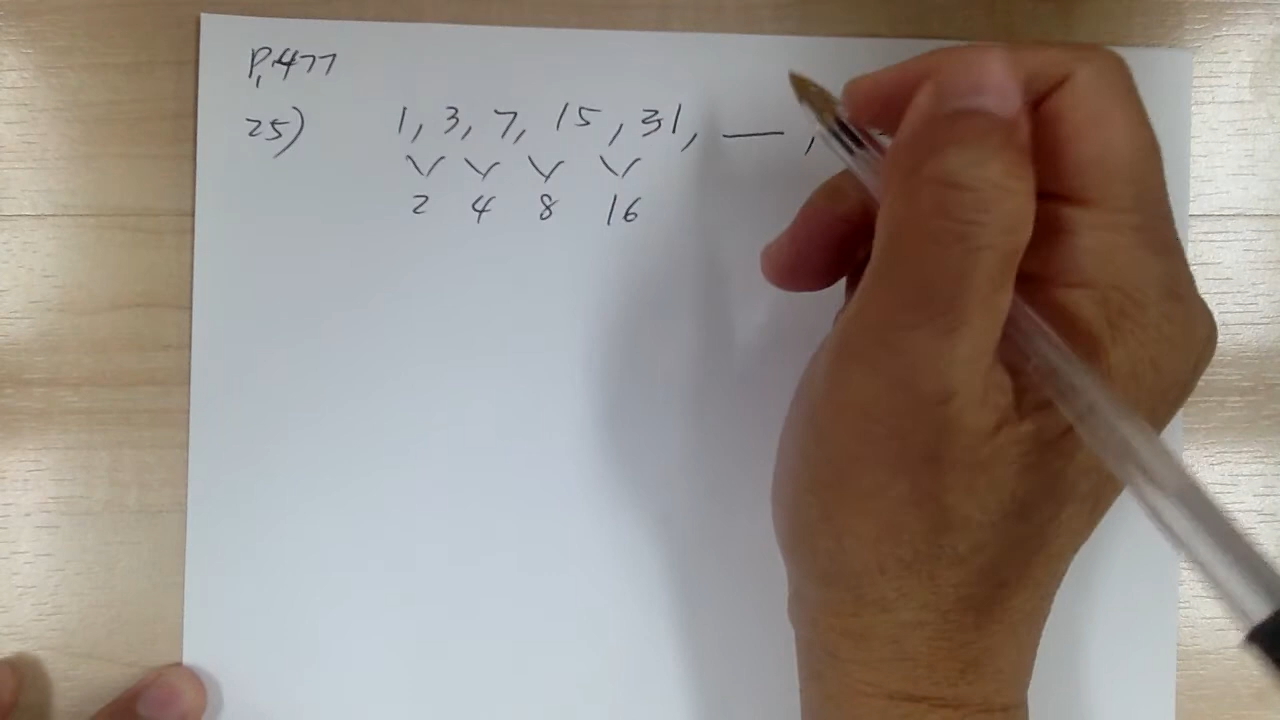 P.477
25) 1, 3, 7, 15, 31, ___,
2 4 8 16